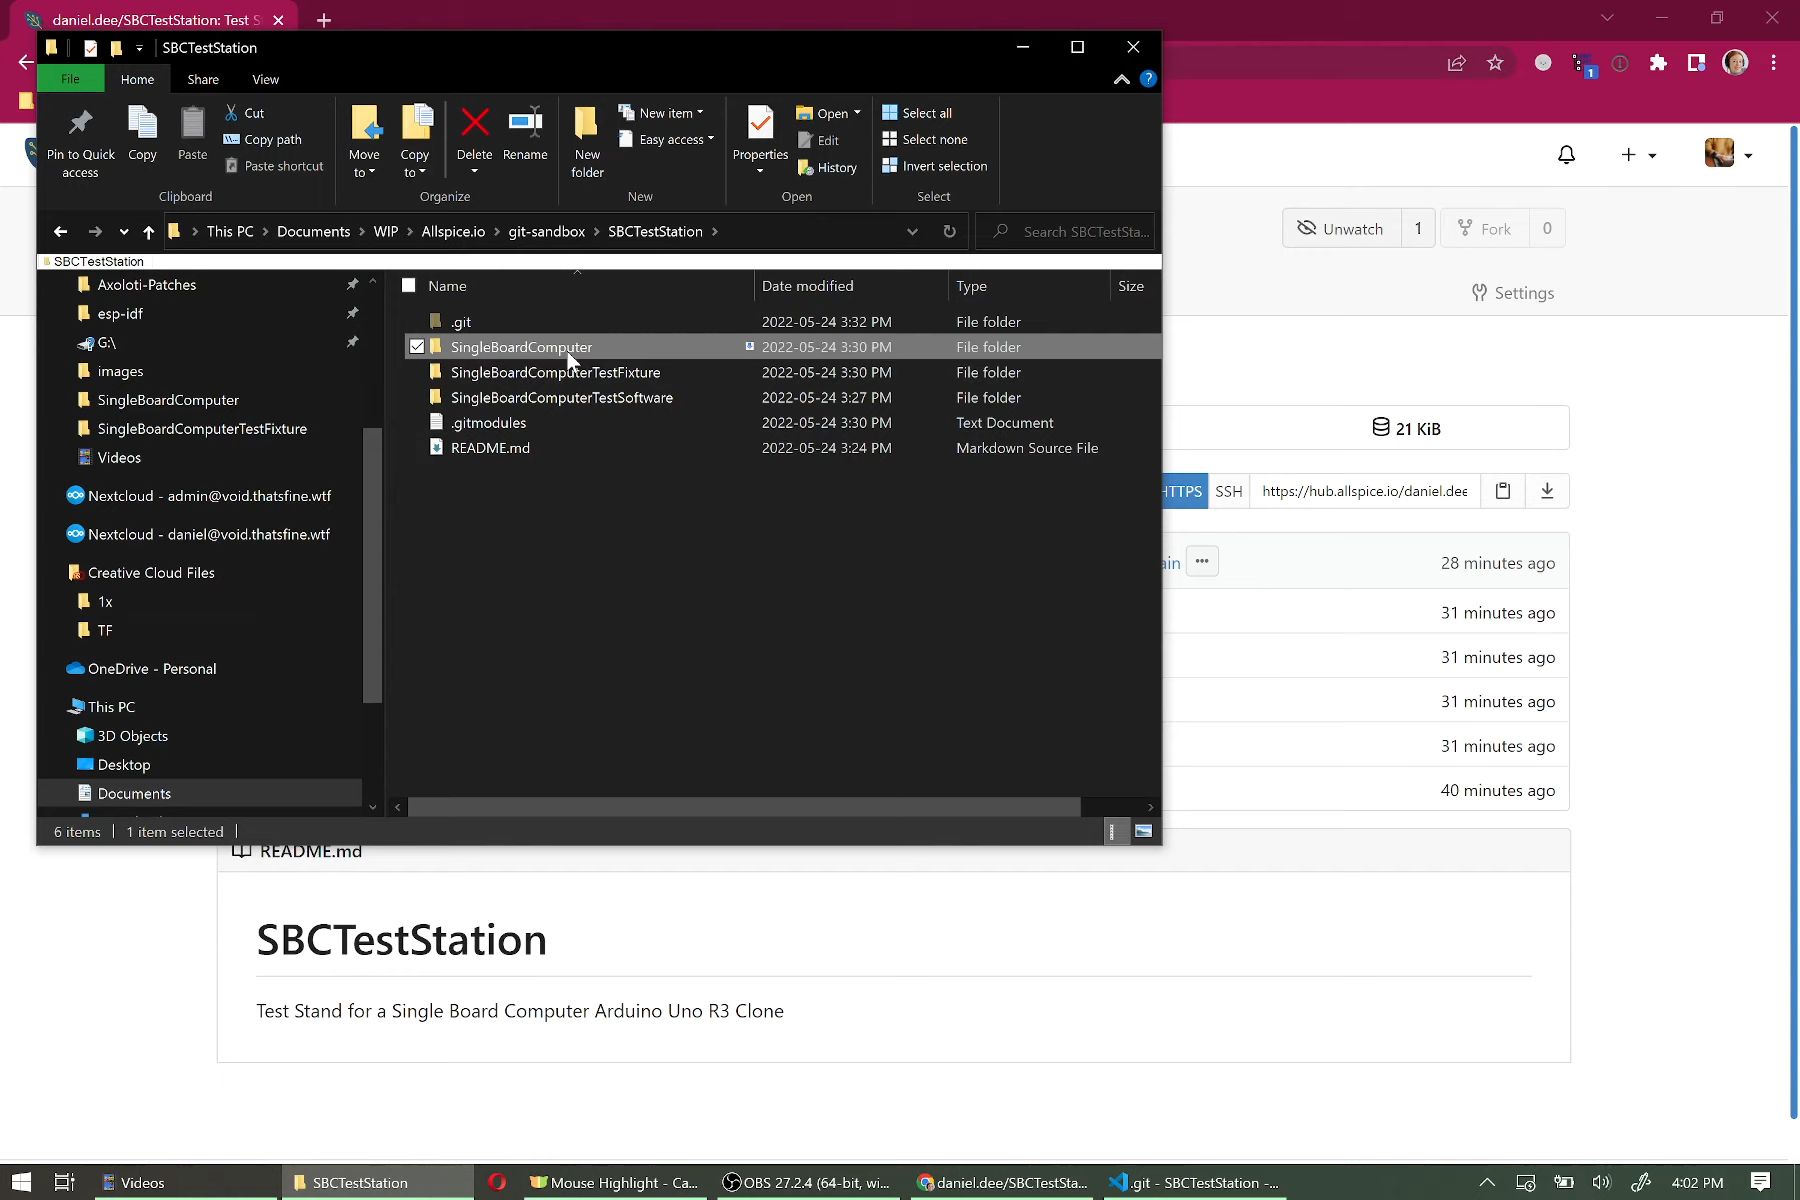 daniel.dee/SBCTestStation: Test S
SBCTestStation
File
Home
Share
View
Pin to Quick access
Copy
Paste
Cut
Copy path
Paste shortcut
Clipboard
Move to
Copy to
Delete
Rename
Organize
New folder
New item
Easy access
New
Properties
Open
Edit
History
Open
Select all
Select none
Invert selection
Select
This PC > Documents > WIP > Allspice.io > git-sandbox > SBCTestStation >
Search SBCTestSta...
SBCTestStation
Axoloti-Patches
esp-idf
G:\
images
SingleBoardComputer
SingleBoardComputerTestFixture
Videos
Nextcloud - admin@void.thatsfine.wtf
Nextcloud - daniel@void.thatsfine.wtf
Creative Cloud Files
1x
TF
OneDrive - Personal
This PC
3D Objects
Desktop
Documents
Name Date modified Type Size
.git 2022-05-24 3:32 PM File folder
SingleBoardComputer 2022-05-24 3:30 PM File folder
SingleBoardComputerTestFixture 2022-05-24 3:30 PM File folder
SingleBoardComputerTestSoftware 2022-05-24 3:27 PM File folder
.gitmodules 2022-05-24 3:30 PM Text Document
README.md 2022-05-24 3:24 PM Markdown Source File
6 items 1 item selected
1
Unwatch 1
Fork 0
Settings
21 KiB
HTTPS SSH https://hub.allspice.io/daniel.dee
ain ... 28 minutes ago
31 minutes ago
31 minutes ago
31 minutes ago
31 minutes ago
40 minutes ago
README.md
SBCTestStation
Test Stand for a Single Board Computer Arduino Uno R3 Clone
Videos
SBCTestStation
Mouse Highlight - Ca...
OBS 27.2.4 (64-bit, wi...
daniel.dee/SBCTestSta...
.git - SBCTestStation -...
4:02 PM